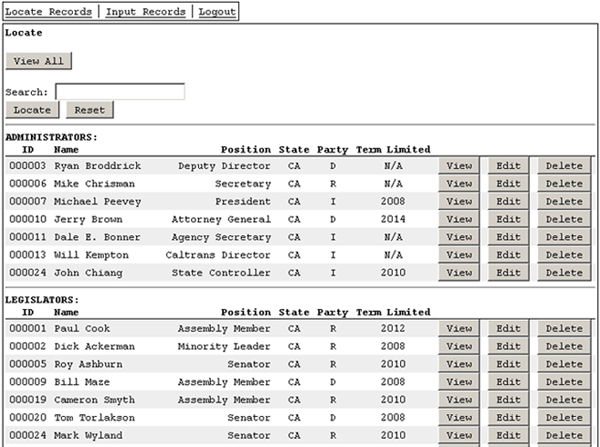 Locate Records | Input Records | Logout
Locate
View All
Search:
Locate Reset
ADMINISTRATORS:
ID Name Position State Party Term Limited
000003 Ryan Broddrick Deputy Director CA D N/A View Edit Delete
000006 Mike Chrisman Secretary CA R N/A View Edit Delete
000007 Michael Peevey President CA I 2008 View Edit Delete
000010 Jerry Brown Attorney General CA D 2014 View Edit Delete
000011 Dale E. Bonner Agency Secretary CA I N/A View Edit Delete
000013 Will Kempton Caltrans Director CA I N/A View Edit Delete
000024 John Chiang State Controller CA I 2010 View Edit Delete
LEGISLATORS:
ID Name Position State Party Term Limited
000001 Paul Cook Assembly Member CA R 2012 View Edit Delete
000002 Dick Ackerman Minority Leader CA R 2008 View Edit Delete
000005 Roy Ashburn Senator CA R 2010 View Edit Delete
000009 Bill Maze Assembly Member CA D 2008 View Edit Delete
000019 Cameron Smyth Assembly Member CA R 2010 View Edit Delete
000020 Tom Torlakson Senator CA D 2008 View Edit Delete
000024 Mark Wyland Senator CA R 2010 View Edit Delete